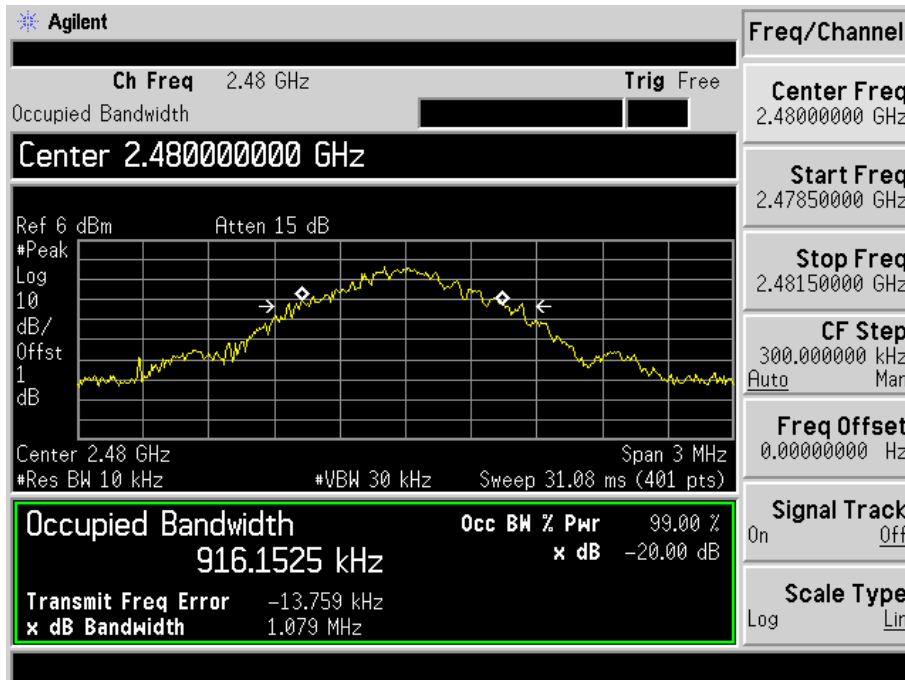 Agilent
Freq/Channel
Ch Freq 2.48 GHz Trig Free
Occupied Bandwidth
Center 2.480000000 GHz
Ref 6 dBm Atten 15 dB
#Peak
Log
10
dB/
Offst
1
dB
Center 2.48 GHz Span 3 MHz
#Res BW 10 kHz #VBW 30 kHz Sweep 31.08 ms (401 pts)
Occupied Bandwidth
916.1525 kHz
Occ BW % Pwr 99.00 %
x dB -20.00 dB
Transmit Freq Error -13.759 kHz
x dB Bandwidth 1.079 MHz
Center Freq
2.48000000 GHz
Start Freq
2.47850000 GHz
Stop Freq
2.48150000 GHz
CF Step
300.000000 kHz
Auto Man
Freq Offset
0.00000000 Hz
Signal Track
On Off
Scale Type
Log Lin